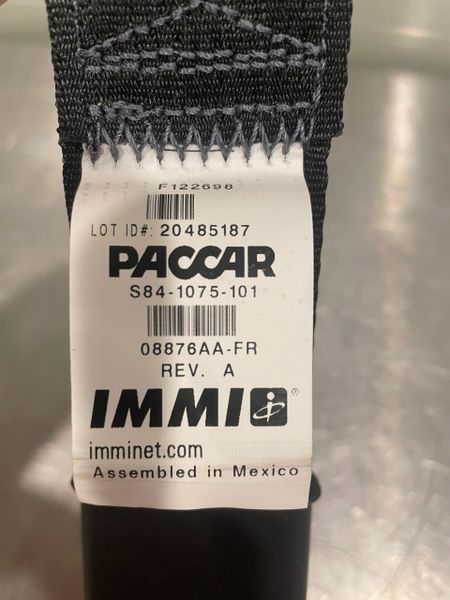 F122698
LOT ID#: 20485187
PACCAR
S84-1075-101
08876AA-FR
REV. A
IMMI®
imminet.com
Assembled in Mexico